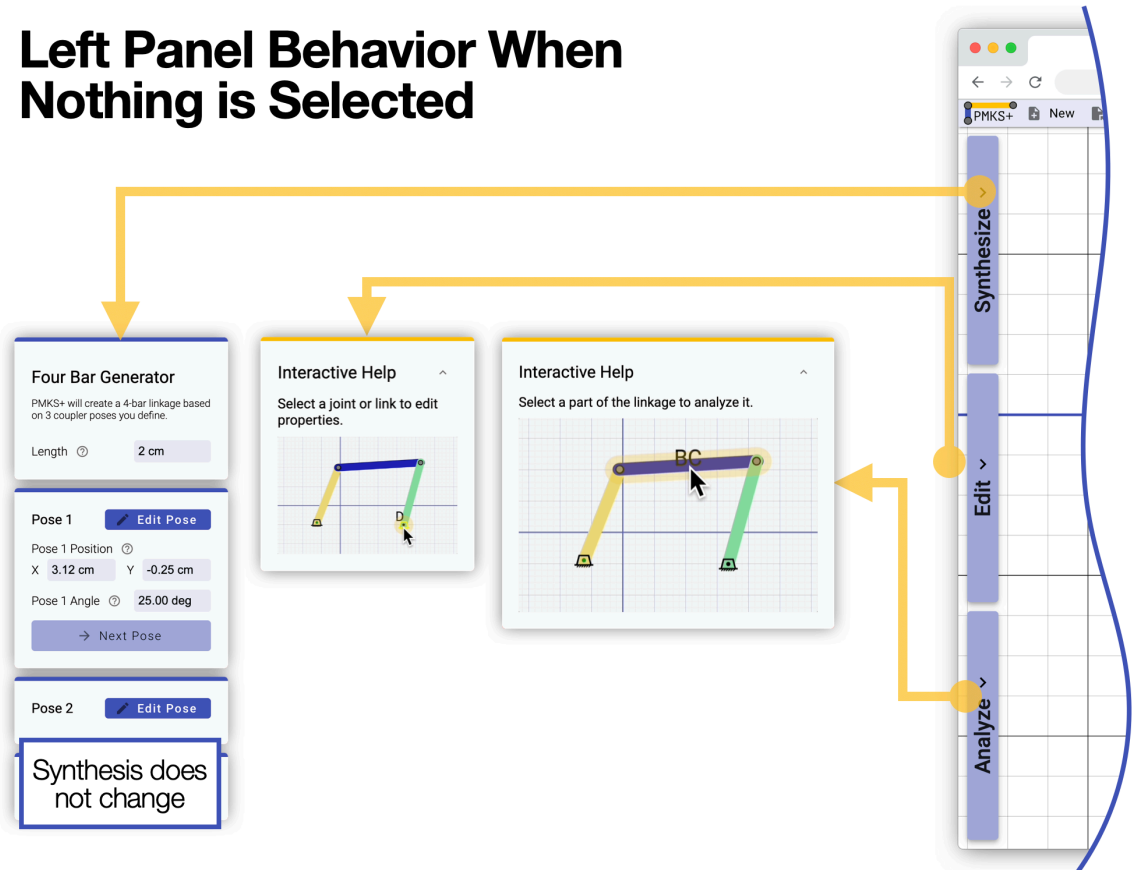 Left Panel Behavior When
Nothing is Selected
PMKS+
New
Synthesize
Edit
Analyze
Four Bar Generator
PMKS+ will create a 4-bar linkage based
on 3 coupler poses you define.
Length
2 cm
Pose 1
Edit Pose
Pose 1 Position
X 3.12 cm Y -0.25 cm
Pose 1 Angle 25.00 deg
Next Pose
Pose 2
Edit Pose
Synthesis does
not change
Interactive Help
Select a joint or link to edit
properties.
D
Interactive Help
Select a part of the linkage to analyze it.
BC